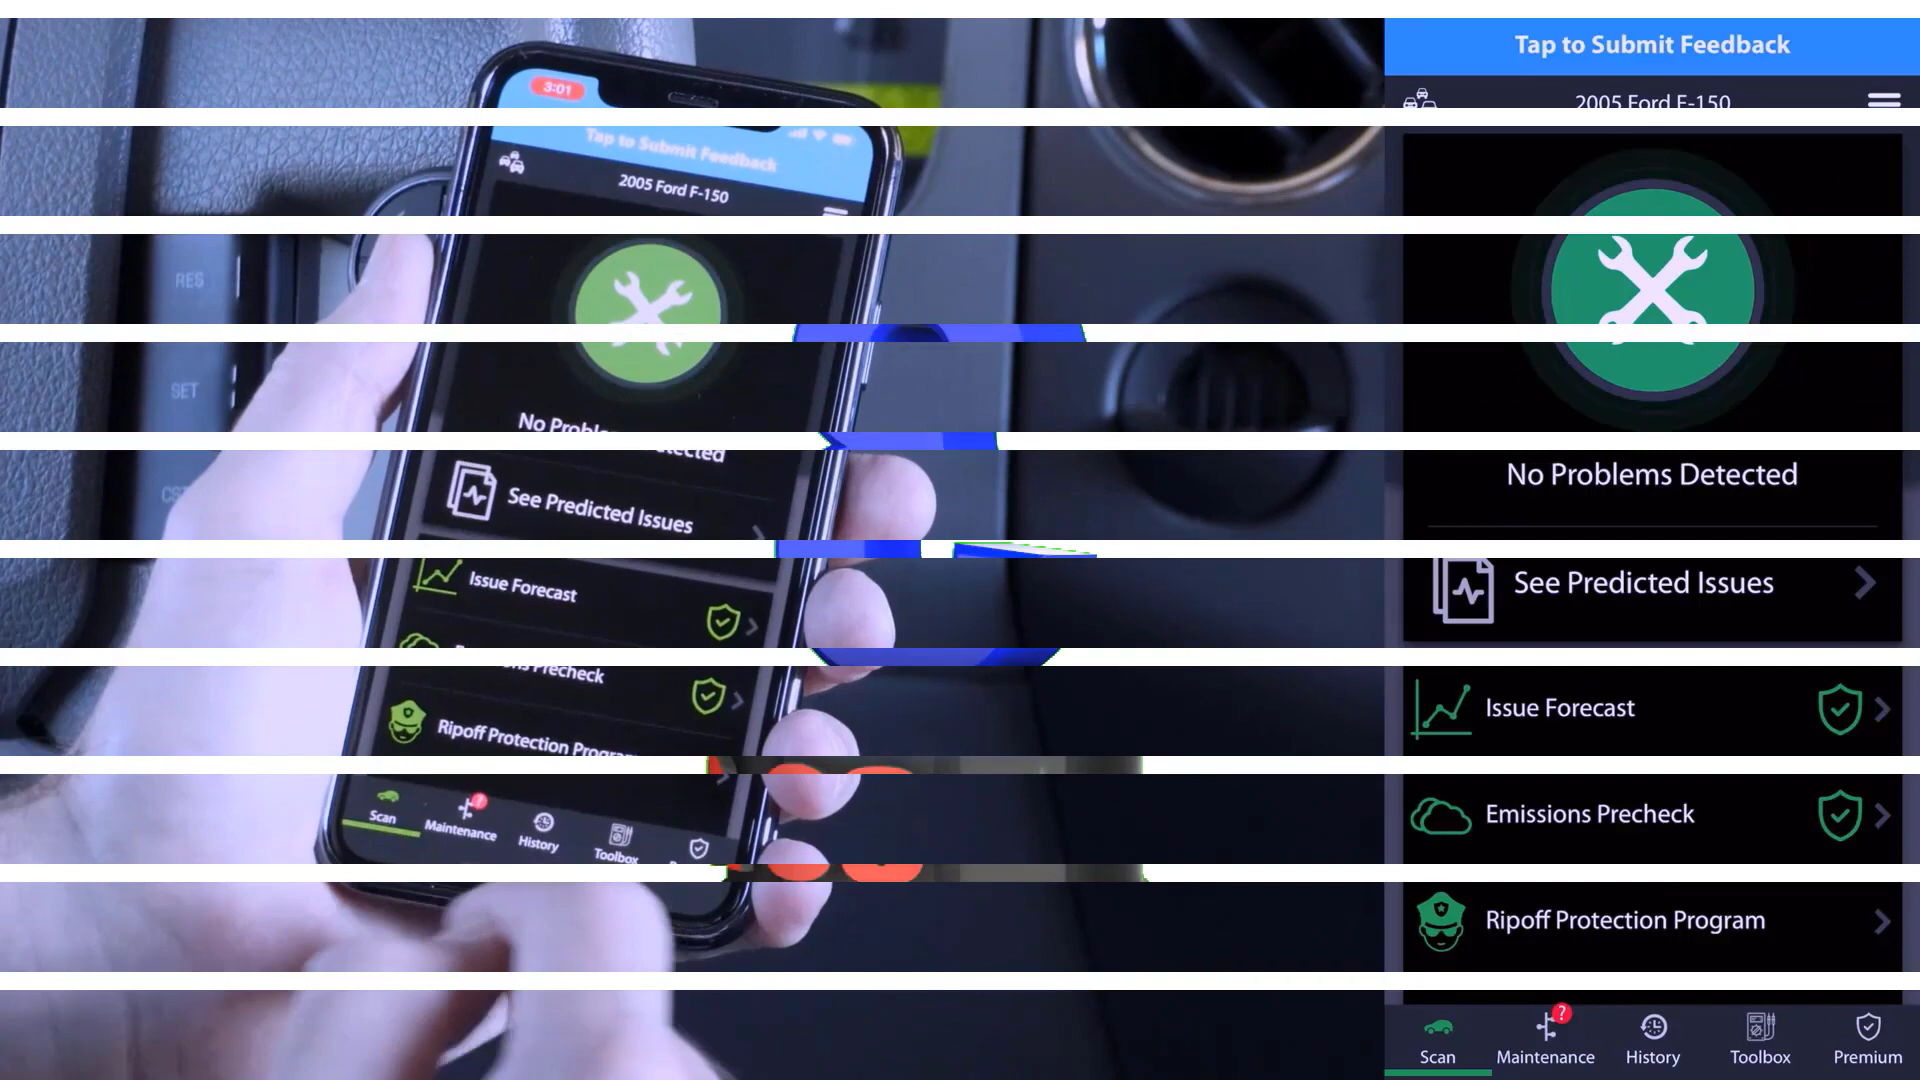 3:01
Tap to Submit Feedback
2005 Ford F-150
RES
SET
See Predicted Issues
Issue Forecast
Precheck
Ripoff Protection
Scan
Maintenance
History
Toolbox
Tap to Submit Feedback
2005 Ford F-150
No Problems Detected
See Predicted Issues
Issue Forecast
Emissions Precheck
Ripoff Protection Program
?
Scan
Maintenance
History
Toolbox
Premium